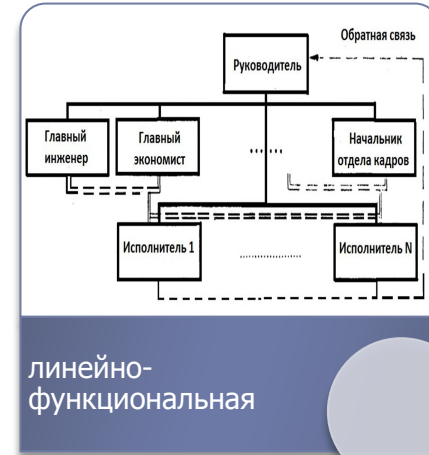 Обратная связь
Руководитель
Главный
инженер
Главный
экономист
.......
Начальник
отдела кадров
Исполнитель 1
....................
Исполнитель N
линейно-
функциональная